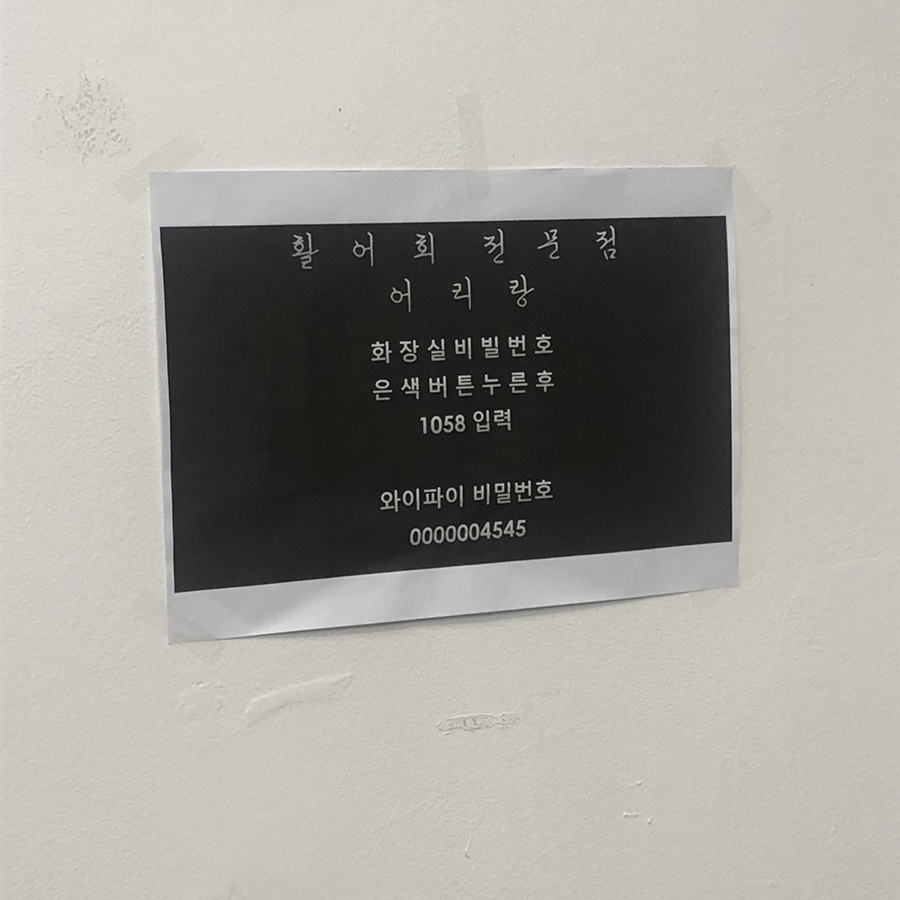 활어회 전문점
어리랑
화장실비빌번호
은색버튼누른후
1058 입력
와이파이 비밀번호
0000004545